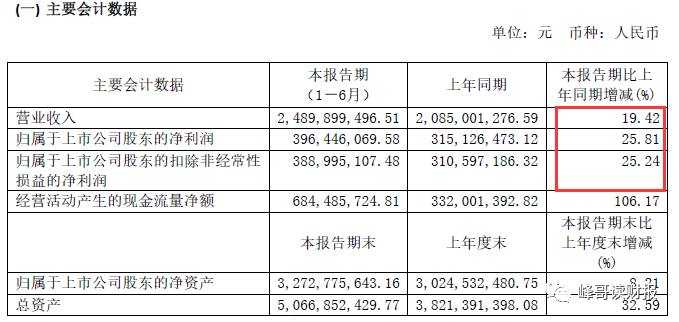 (一) 主要会计数据
单位：元 币种：人民币
主要会计数据 本报告期（1－6月） 上年同期 本报告期比上年同期增减(%)
营业收入 2,489,899,496.51 2,085,001,276.59 19.42
归属于上市公司股东的净利润 396,446,069.58 315,126,473.12 25.81
归属于上市公司股东的扣除非经常性损益的净利润 388,995,107.48 310,597,186.32 25.24
经营活动产生的现金流量净额 684,485,724.81 332,001,392.82 106.17
本报告期末 上年度末 本报告期末比上年度末增减(%)
归属于上市公司股东的净资产 3,272,775,643.16 3,024,532,480.75 8.21
总资产 5,066,852,429.77 3,821,391,398.08 32.59
峰哥读财报